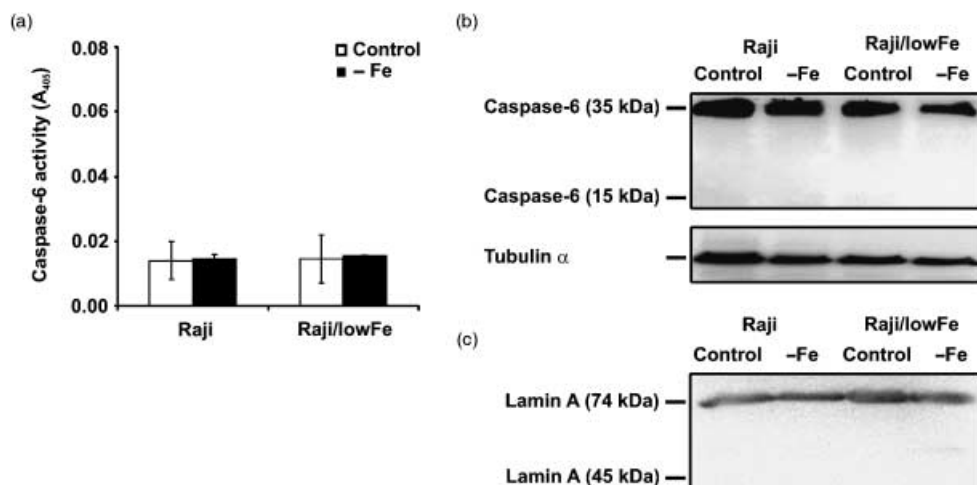 (a)
Caspase-6 activity (A₄₀₅)
0.08
0.06
0.04
0.02
0.00
Control
– Fe
Raji
Raji/lowFe
(b)
Raji
Raji/lowFe
Control
–Fe
Control
–Fe
Caspase-6 (35 kDa)
Caspase-6 (15 kDa)
Tubulin α
(c)
Raji
Raji/lowFe
Control
–Fe
Control
–Fe
Lamin A (74 kDa)
Lamin A (45 kDa)